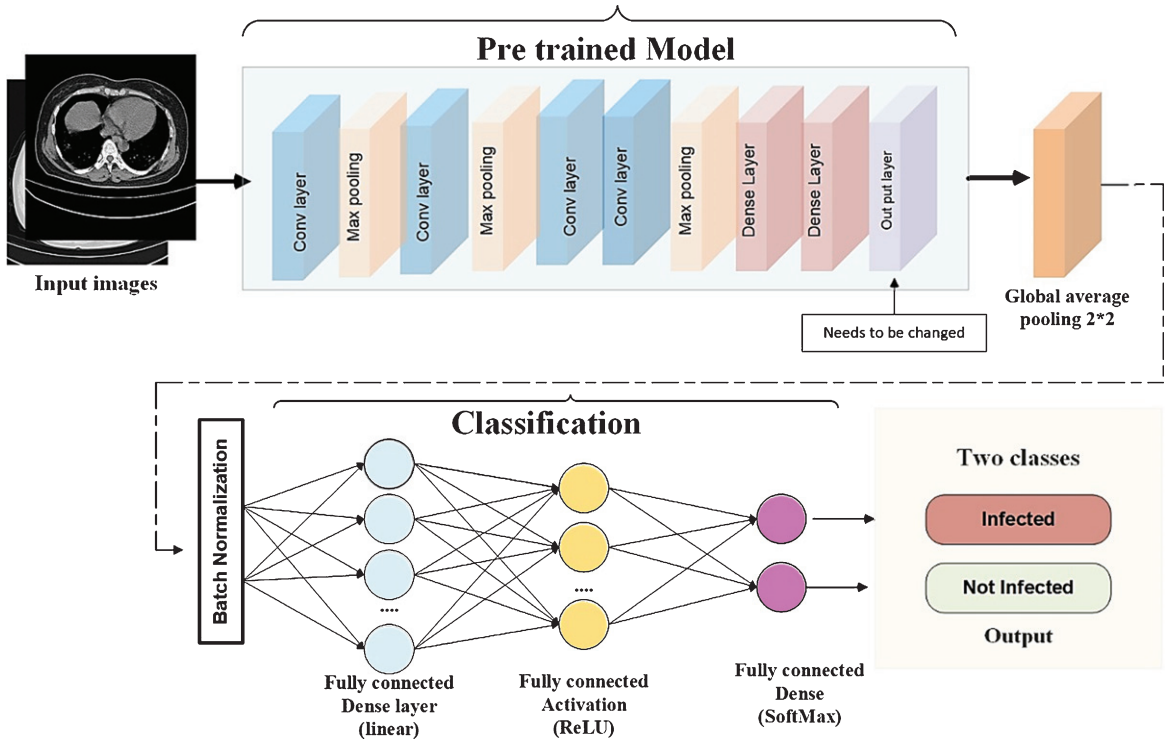 Pre trained Model
Conv layer
Max pooling
Conv layer
Max pooling
Conv layer
Conv layer
Max pooling
Dense Layer
Dense Layer
Out put layer
Input images
Needs to be changed
Global average
pooling 2*2
Classification
Batch Normalization
.....
.....
Fully connected
Dense layer
(linear)
Fully connected
Activation
(ReLU)
Fully connected
Dense
(SoftMax)
Two classes
Infected
Not Infected
Output